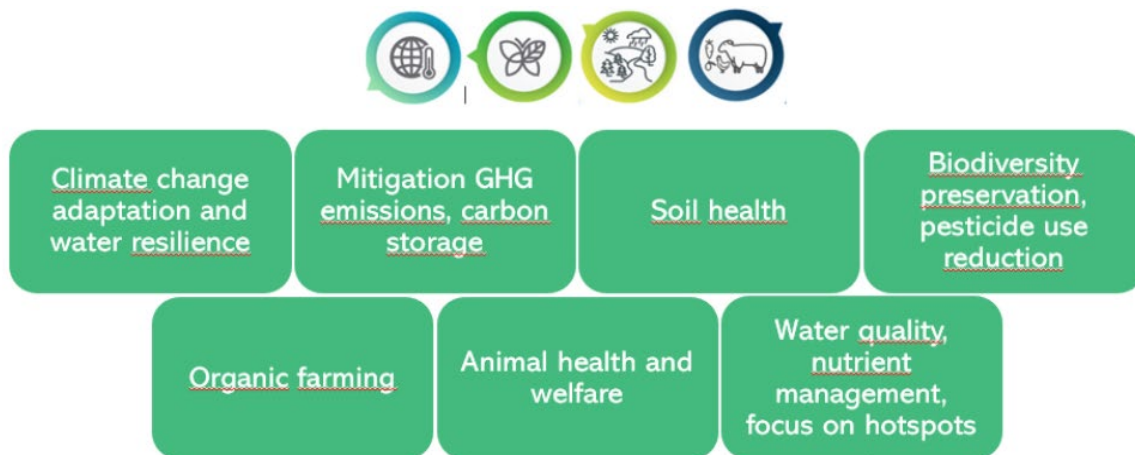 Climate change
adaptation and
water resilience
Mitigation GHG
emissions, carbon
storage
Soil health
Biodiversity
preservation,
pesticide use
reduction
Organic farming
Animal health and
welfare
Water quality,
nutrient
management,
focus on hotspots